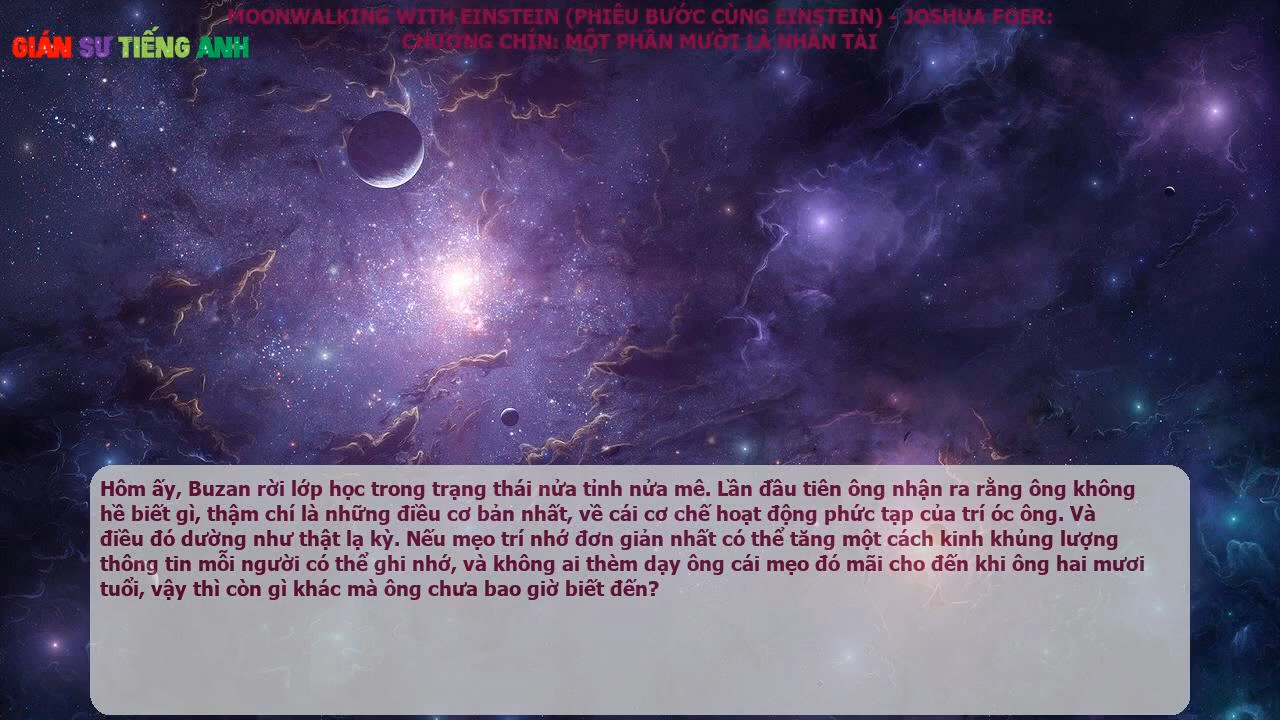 MOONWALKING WITH EINSTEIN (PHIÊU BƯỚC CÙNG EINSTEIN) - JOSHUA FOER:
CHƯƠNG CHÍN: MỘT PHẦN MƯỜI LÀ NHÂN TÀI
GIÁN SƯ TIẾNG ANH
Hôm ấy, Buzan rời lớp học trong trạng thái nửa tỉnh nửa mê. Lần đầu tiên ông nhận ra rằng ông không
hề biết gì, thậm chí là những điều cơ bản nhất, về cái cơ chế hoạt động phức tạp của trí óc ông. Và
điều đó dường như thật lạ kỳ. Nếu mẹo trí nhớ đơn giản nhất có thể tăng một cách kinh khủng lượng
thông tin mỗi người có thể ghi nhớ, và không ai thèm dạy ông cái mẹo đó mãi cho đến khi ông hai mươi
tuổi, vậy thì còn gì khác mà ông chưa bao giờ biết đến?